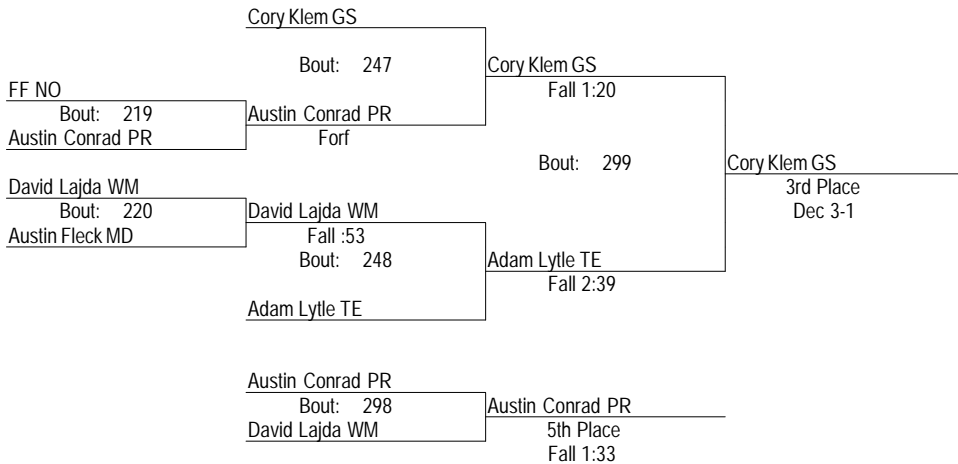 Cory Klem GS
Bout: 247
Cory Klem GS
Fall 1:20
FF NO
Bout: 219
Austin Conrad PR
Austin Conrad PR
Forf
Bout: 299
Cory Klem GS
3rd Place
Dec 3-1
David Lajda WM
Bout: 220
Austin Fleck MD
David Lajda WM
Fall :53
Bout: 248
Adam Lytle TE
Fall 2:39
Adam Lytle TE
Austin Conrad PR
Bout: 298
David Lajda WM
Austin Conrad PR
5th Place
Fall 1:33